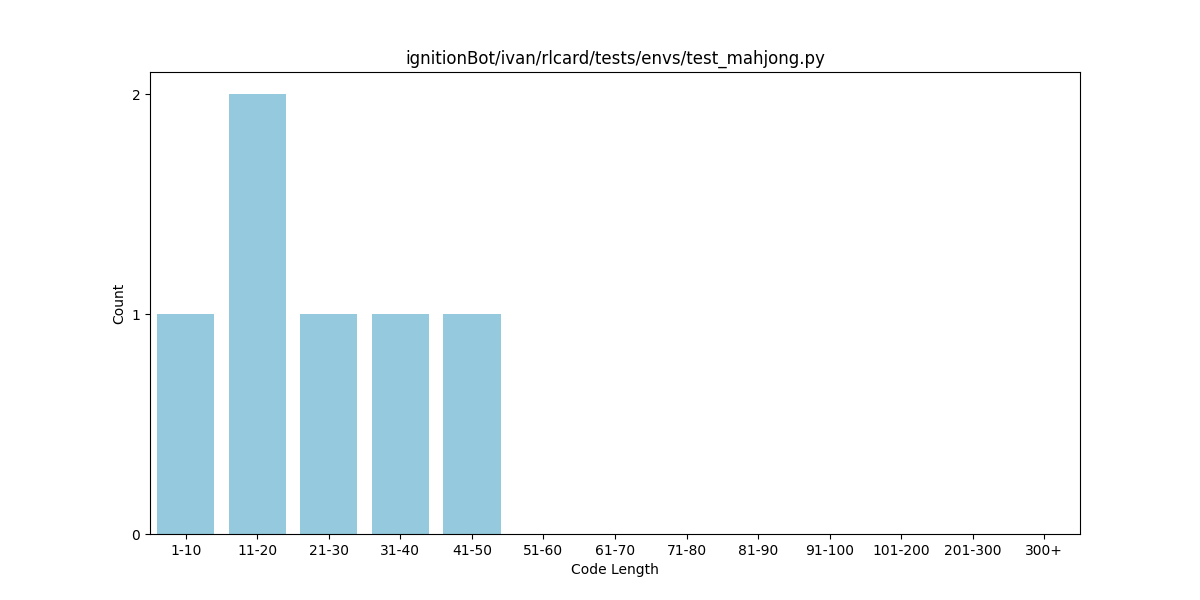 ignitionBot/ivan/rlcard/tests/envs/test_mahjong.py
2
1
0
Count
1-10 11-20 21-30 31-40 41-50 51-60 61-70 71-80 81-90 91-100 101-200 201-300 300+
Code Length